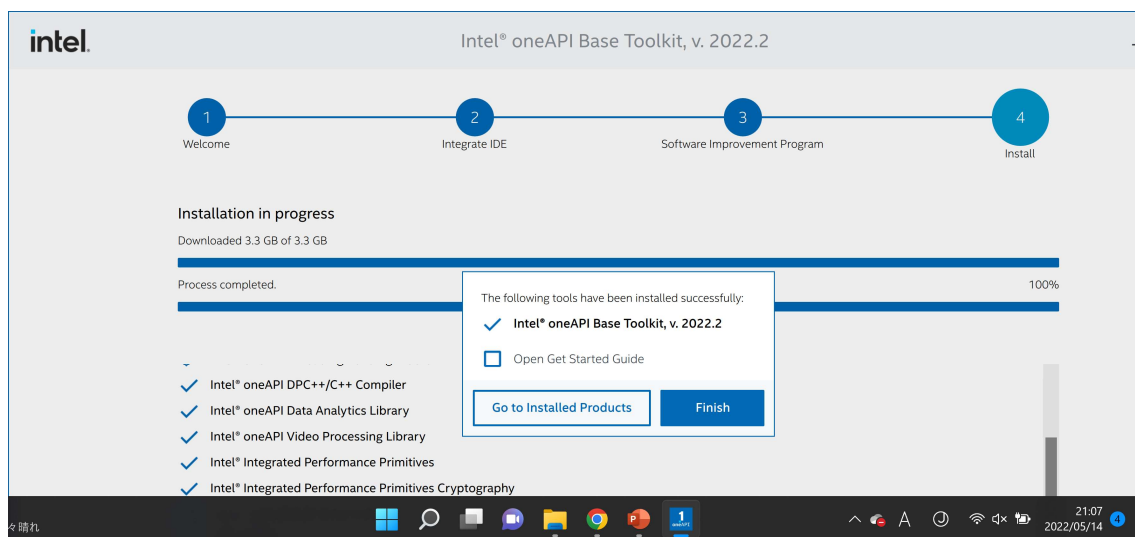 intel.
Intel® oneAPI Base Toolkit, v. 2022.2
1
2
3
4
Welcome
Integrate IDE
Software Improvement Program
Install
Installation in progress
Downloaded 3.3 GB of 3.3 GB
Process completed.
100%
The following tools have been installed successfully:
Intel® oneAPI Base Toolkit, v. 2022.2
Open Get Started Guide
Go to Installed Products
Finish
Intel® oneAPI DPC++/C++ Compiler
Intel® oneAPI Data Analytics Library
Intel® oneAPI Video Processing Library
Intel® Integrated Performance Primitives
Intel® Integrated Performance Primitives Cryptography
々晴れ
P
1
oneAPI
A
J
21:07
2022/05/14
4